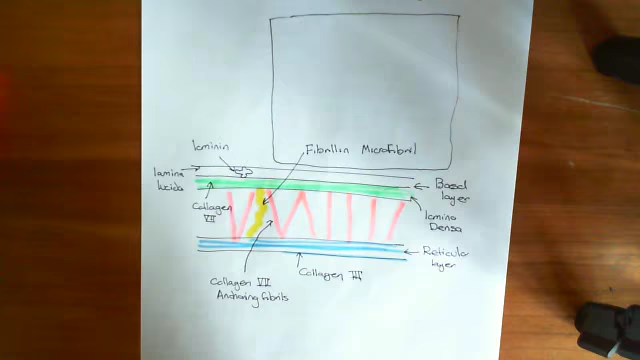 laminin
Fibrillin Microfibril
lamina
lucida
Basal
layer
Collagen
VII
lamina
Densa
Reticular
layer
Collagen III
Collagen VII
Anchoring fibrils